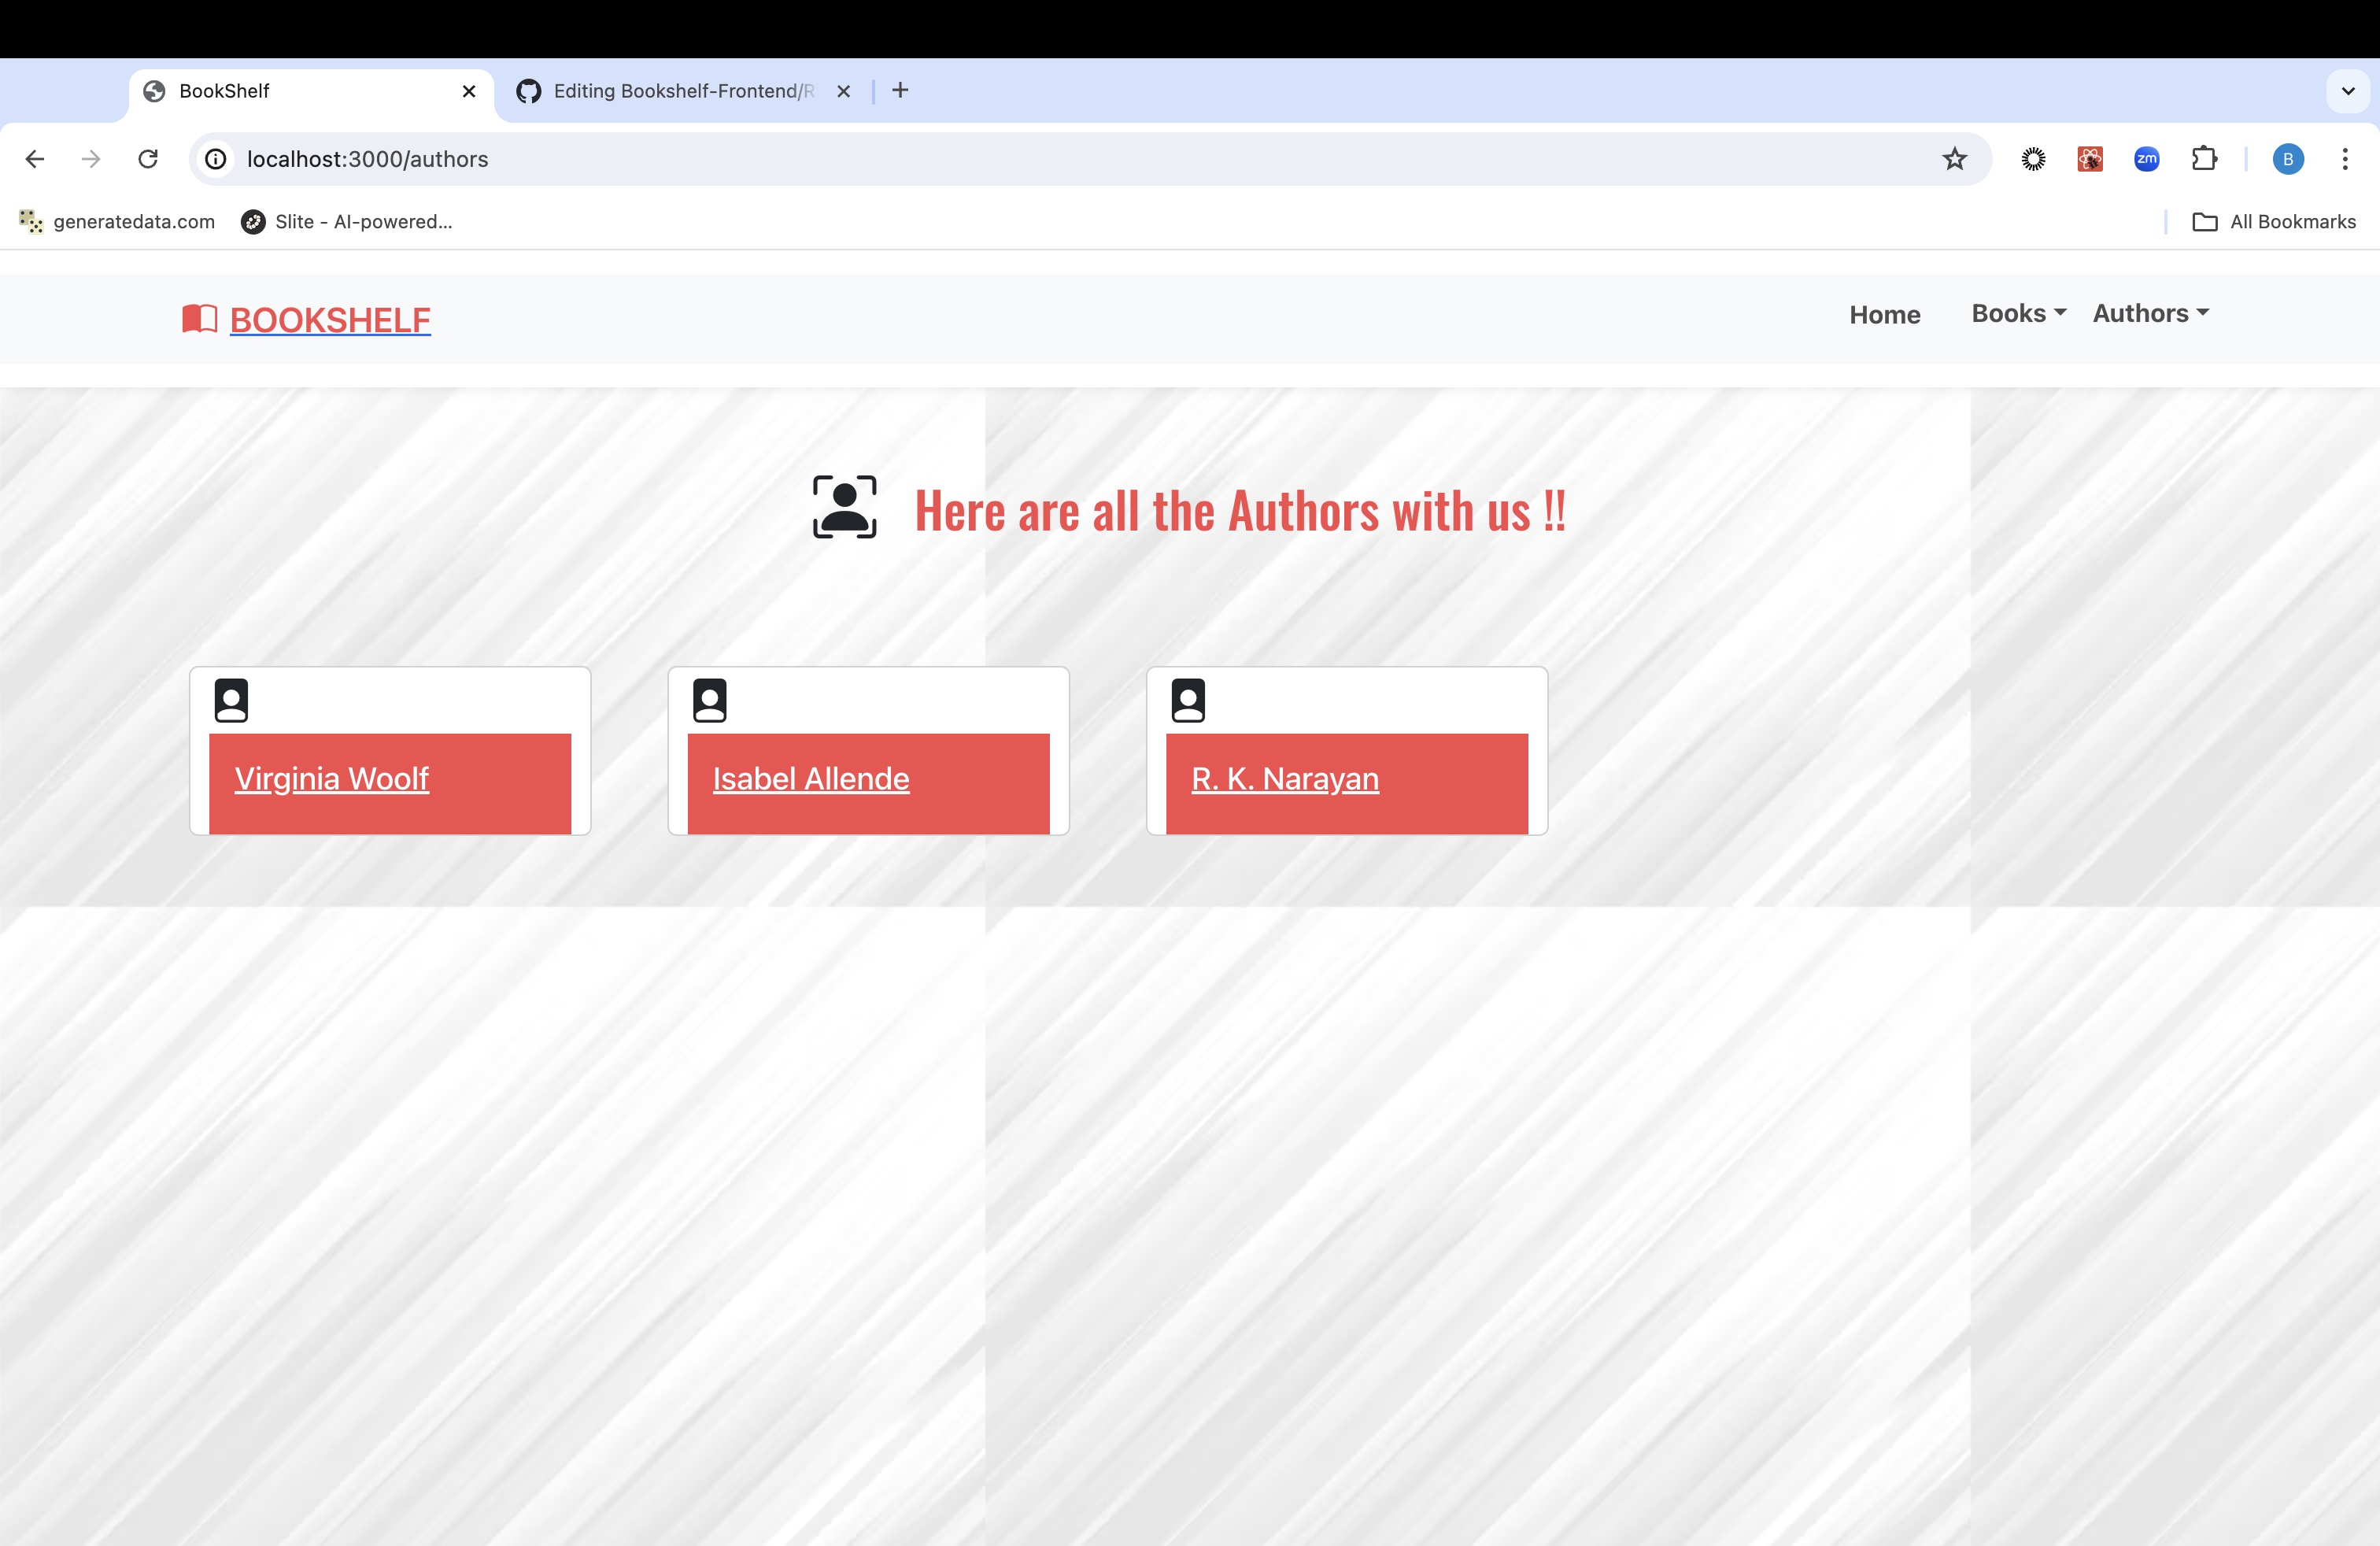 BookShelf
Editing Bookshelf-Frontend/R
localhost:3000/authors
zm
B
generatedata.com
Slite - AI-powered...
All Bookmarks
BOOKSHELF
Home
Books
Authors
Here are all the Authors with us !!
Virginia Woolf
Isabel Allende
R. K. Narayan